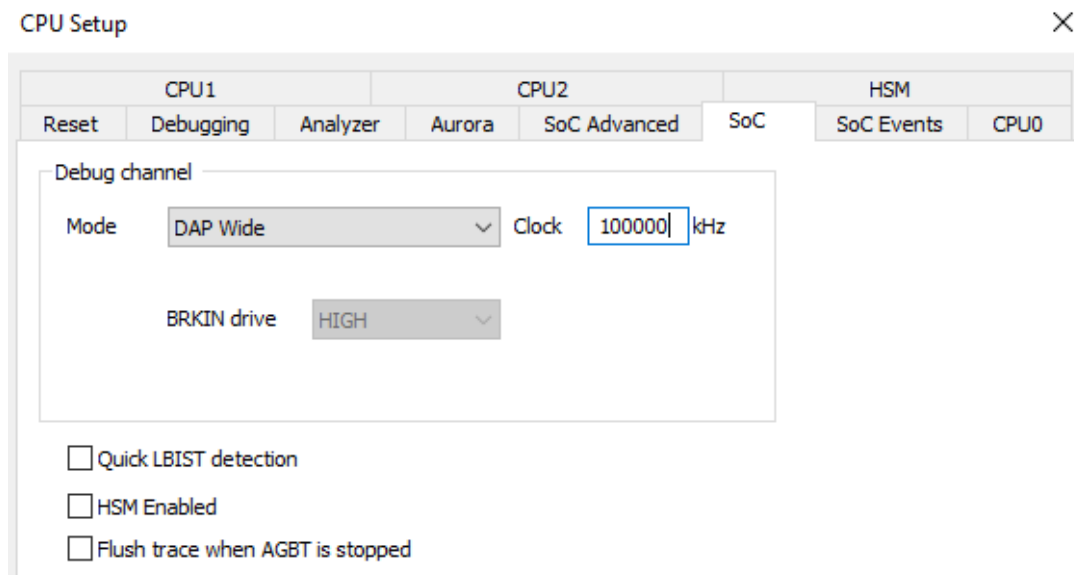 CPU Setup
CPU1 CPU2 HSM
Reset Debugging Analyzer Aurora SoC Advanced SoC SoC Events CPU0
Debug channel
Mode DAP Wide Clock 100000 kHz
BRKIN drive HIGH
Quick LBIST detection
HSM Enabled
Flush trace when AGBT is stopped